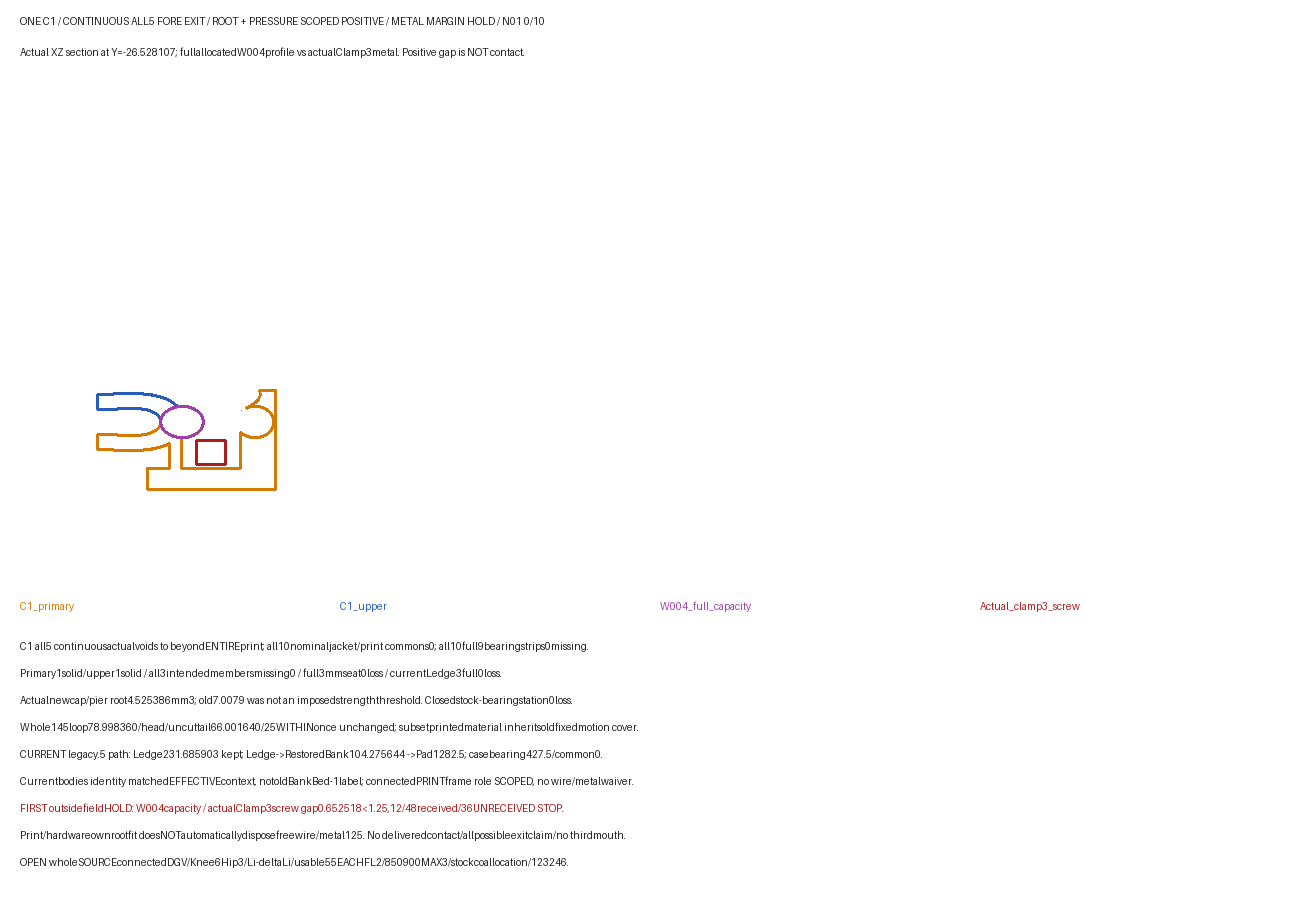 ONE C1 / CONTINUOUS ALL5 FORE EXIT / ROOT + PRESSURE SCOPED POSITIVE / METAL MARGIN HOLD / N01 0/10
Actual XZ section at Y=-26.528107; fullallocatedW004profile vs actualClamp3metal. Positive gap is NOT contact.
C1_primary
C1_upper
W004_full_capacity
Actual_clamp3_screw
C1 all5 continuousactualvoids to beyondENTIREprint; all10nominaljacket/print commons0; all10full9bearingstrips0missing.
Primary1solid/upper1solid / all3intendedmembersmissing0 / full3mmseat0loss / currentLedge3full0loss.
Actualnewcap/pier root4.525386mm3; old7.0079 was not an imposedstrengththreshold. Closedstock-bearingstation0loss.
Whole145loop78.998360/head/uncuttail66.001640/25WITHINonce unchanged; subsetprintedmaterial inheritsoldfixedmotion cover.
CURRENT legacy.5 path: Ledge231.685903 kept; Ledge->RestoredBank104.275644->Pad1282.5; casebearing427.5/common0.
Currentbodies identity matchedEFFECTIVEcontext, notoldBankBed-1label; connectedPRINTframe role SCOPED, no wire/metalwaiver.
FIRST outsidefieldHOLD: W004capacity / actualClamp3screw gap0.652518<1.25,12/48received/36UNRECEIVED STOP.
Print/hardwareownrootfit doesNOTautomaticallydisposefreewire/metal125. No deliveredcontact/allpossibleexitclaim/no thirdmouth.
OPEN wholeSOURCEconnectedDGV/Knee6Hip3/Li-deltaLi/usable55EACHFL2/850900MAX3/stockcoallocation/123246.